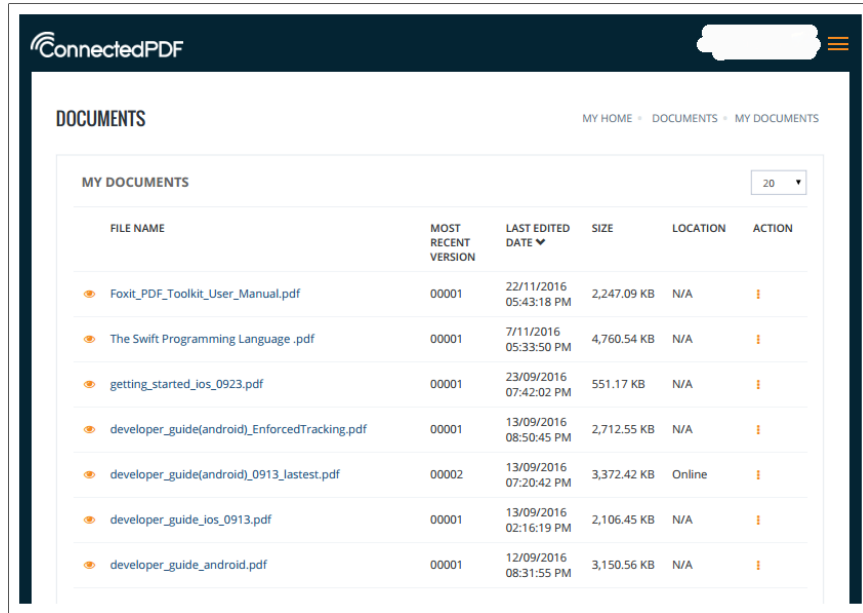 ConnectedPDF
DOCUMENTS
MY HOME DOCUMENTS MY DOCUMENTS
MY DOCUMENTS
20
FILE NAME MOST RECENT VERSION LAST EDITED DATE SIZE LOCATION ACTION
Foxit_PDF_Toolkit_User_Manual.pdf 00001 22/11/2016 05:43:18 PM 2,247.09 KB N/A
The Swift Programming Language .pdf 00001 7/11/2016 05:33:50 PM 4,760.54 KB N/A
getting_started_ios_0923.pdf 00001 23/09/2016 07:42:02 PM 551.17 KB N/A
developer_guide(android)_EnforcedTracking.pdf 00001 13/09/2016 08:50:45 PM 2,712.55 KB N/A
developer_guide(android)_0913_lastest.pdf 00002 13/09/2016 07:20:42 PM 3,372.42 KB Online
developer_guide_ios_0913.pdf 00001 13/09/2016 02:16:19 PM 2,106.45 KB N/A
developer_guide_android.pdf 00001 12/09/2016 08:31:55 PM 3,150.56 KB N/A